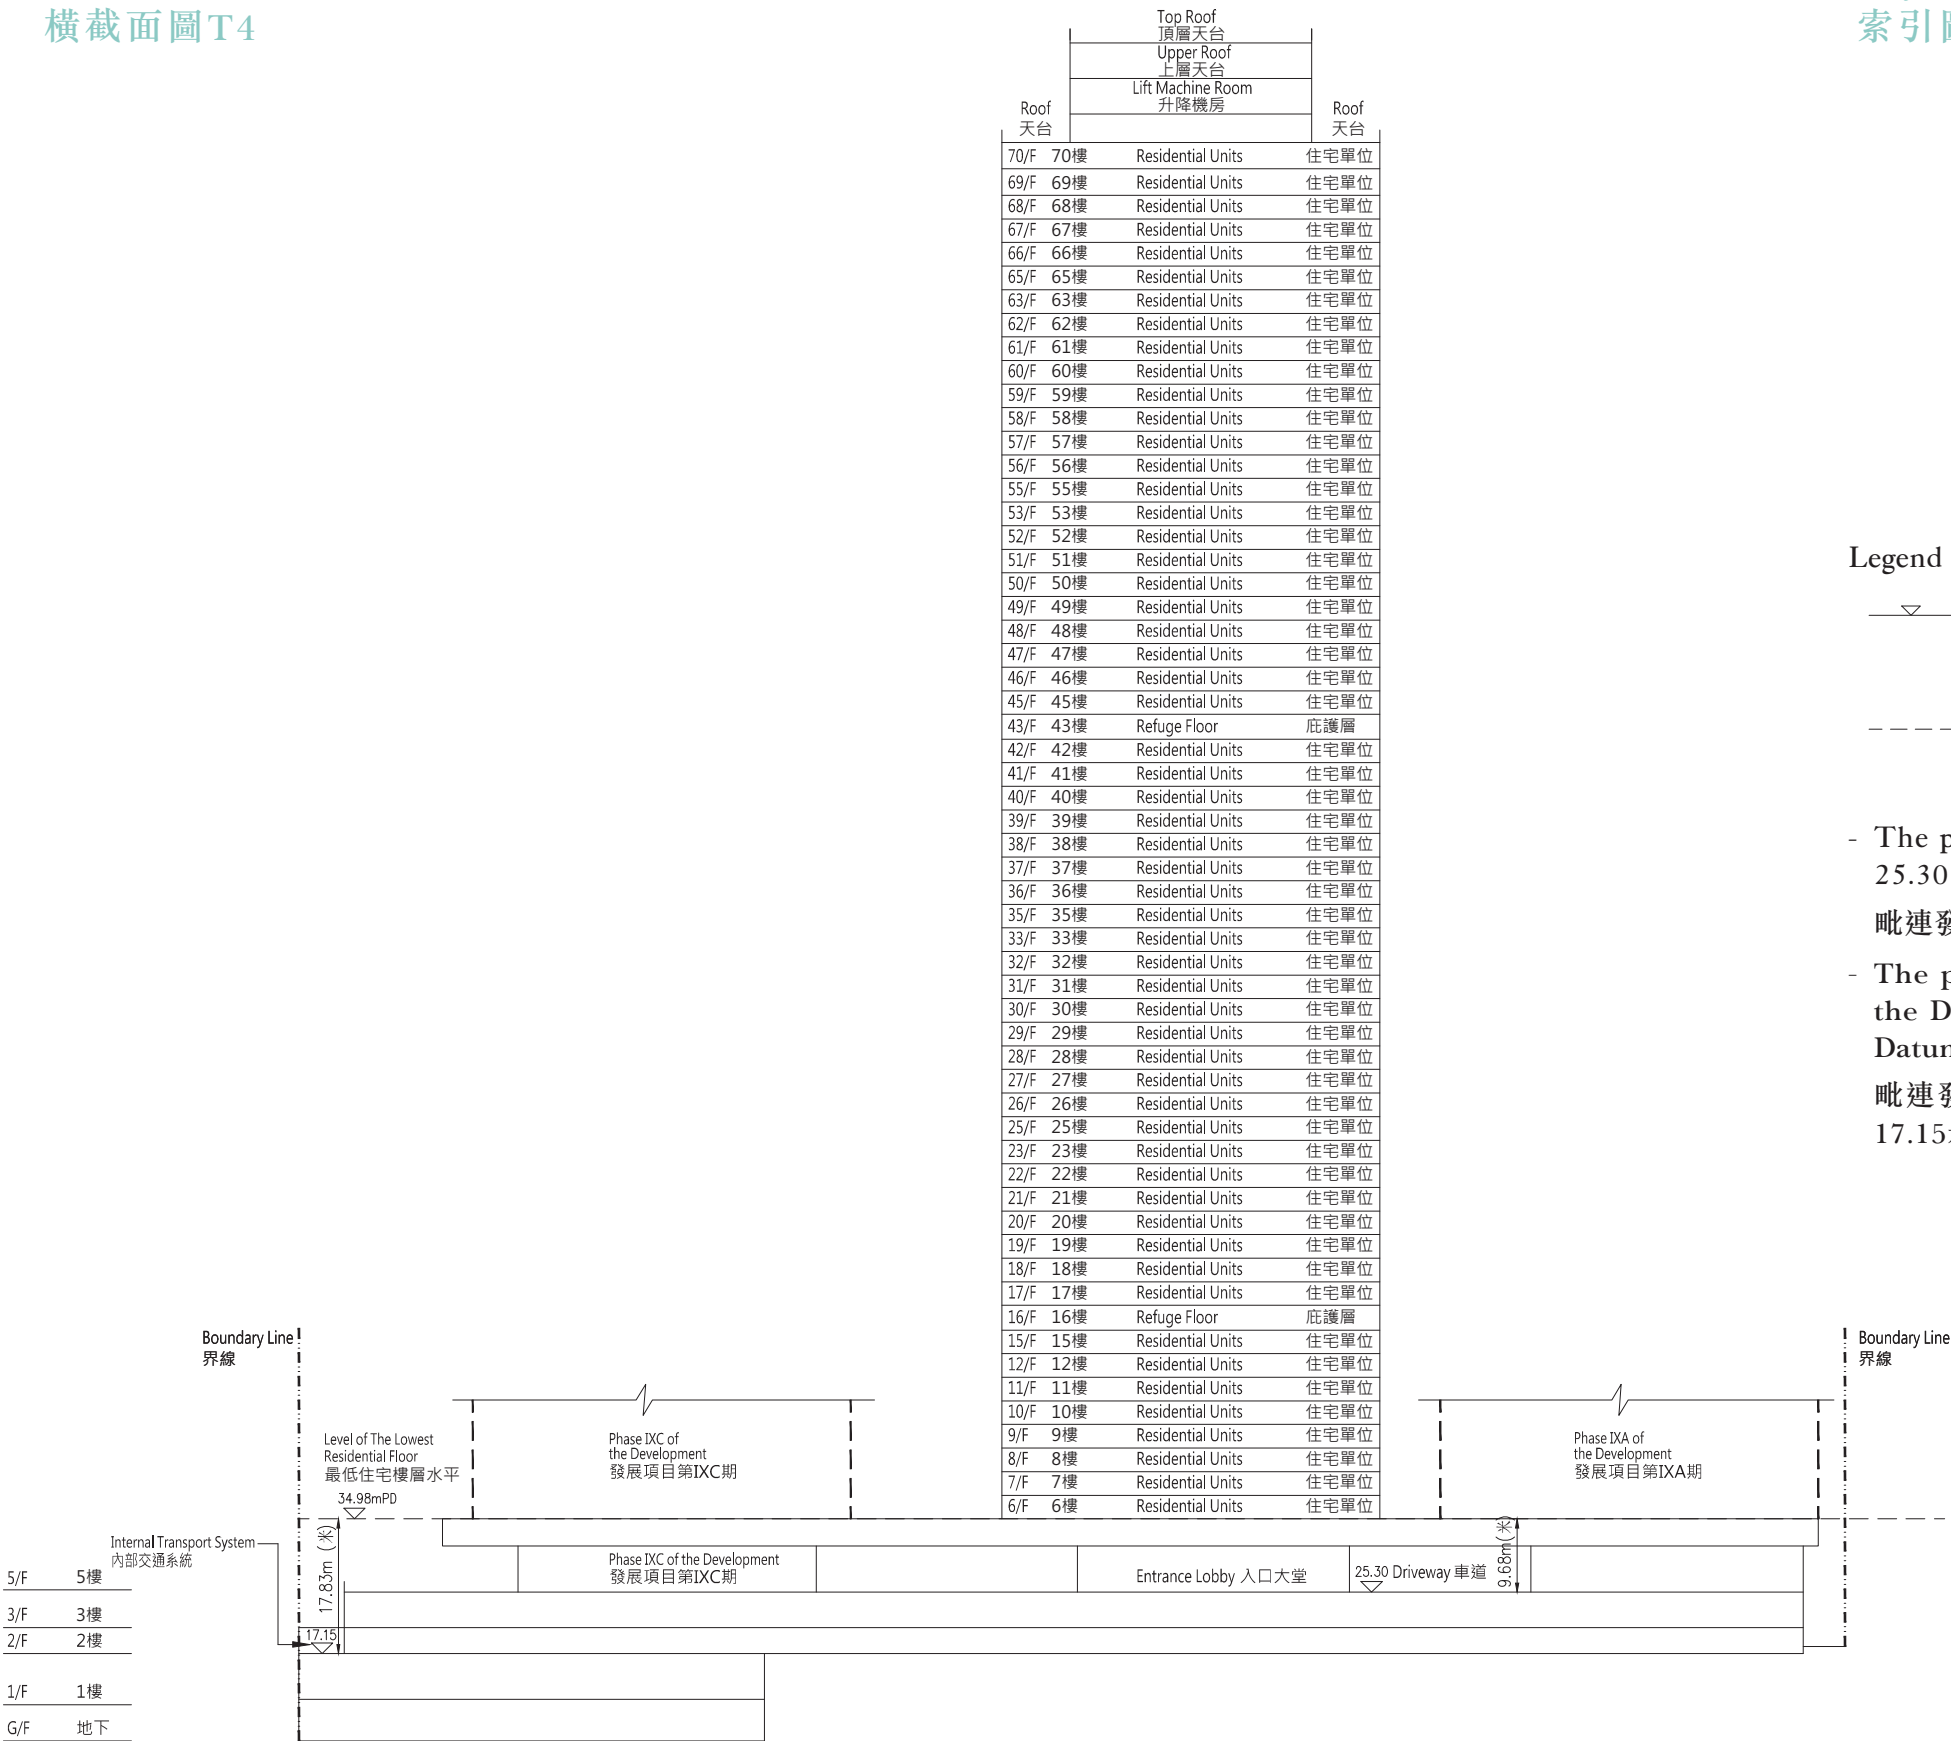 橫截面圖T4
索引
Top Roof
頂層天台
Upper Roof
上層天台
Lift Machine Room
升降機房
Roof
天台
Roof
天台
70/F 70樓 Residential Units 住宅單位
69/F 69樓 Residential Units 住宅單位
68/F 68樓 Residential Units 住宅單位
67/F 67樓 Residential Units 住宅單位
66/F 66樓 Residential Units 住宅單位
65/F 65樓 Residential Units 住宅單位
63/F 63樓 Residential Units 住宅單位
62/F 62樓 Residential Units 住宅單位
61/F 61樓 Residential Units 住宅單位
60/F 60樓 Residential Units 住宅單位
59/F 59樓 Residential Units 住宅單位
58/F 58樓 Residential Units 住宅單位
57/F 57樓 Residential Units 住宅單位
56/F 56樓 Residential Units 住宅單位
55/F 55樓 Residential Units 住宅單位
53/F 53樓 Residential Units 住宅單位
52/F 52樓 Residential Units 住宅單位
51/F 51樓 Residential Units 住宅單位
50/F 50樓 Residential Units 住宅單位
49/F 49樓 Residential Units 住宅單位
48/F 48樓 Residential Units 住宅單位
47/F 47樓 Residential Units 住宅單位
46/F 46樓 Residential Units 住宅單位
45/F 45樓 Residential Units 住宅單位
43/F 43樓 Refuge Floor 庇護層
42/F 42樓 Residential Units 住宅單位
41/F 41樓 Residential Units 住宅單位
40/F 40樓 Residential Units 住宅單位
39/F 39樓 Residential Units 住宅單位
38/F 38樓 Residential Units 住宅單位
37/F 37樓 Residential Units 住宅單位
36/F 36樓 Residential Units 住宅單位
35/F 35樓 Residential Units 住宅單位
33/F 33樓 Residential Units 住宅單位
32/F 32樓 Residential Units 住宅單位
31/F 31樓 Residential Units 住宅單位
30/F 30樓 Residential Units 住宅單位
29/F 29樓 Residential Units 住宅單位
28/F 28樓 Residential Units 住宅單位
27/F 27樓 Residential Units 住宅單位
26/F 26樓 Residential Units 住宅單位
25/F 25樓 Residential Units 住宅單位
23/F 23樓 Residential Units 住宅單位
22/F 22樓 Residential Units 住宅單位
21/F 21樓 Residential Units 住宅單位
20/F 20樓 Residential Units 住宅單位
19/F 19樓 Residential Units 住宅單位
18/F 18樓 Residential Units 住宅單位
17/F 17樓 Residential Units 住宅單位
16/F 16樓 Refuge Floor 庇護層
15/F 15樓 Residential Units 住宅單位
12/F 12樓 Residential Units 住宅單位
11/F 11樓 Residential Units 住宅單位
10/F 10樓 Residential Units 住宅單位
9/F 9樓 Residential Units 住宅單位
8/F 8樓 Residential Units 住宅單位
7/F 7樓 Residential Units 住宅單位
6/F 6樓 Residential Units 住宅單位
Legend
- The p
25.30
毗連發
- The p
the D
Datum
毗連發
17.15
Boundary Line
界線
Boundary Line
界線
Level of The Lowest
Residential Floor
最低住宅樓層水平
34.98mPD
Phase IXC of
the Development
發展項目第IXC期
Phase IXA of
the Development
發展項目第IXA期
Internal Transport System
內部交通系統
17.83m (米)
17.15
Phase IXC of the Development
發展項目第IXC期
Entrance Lobby 入口大堂
25.30 Driveway 車道
9.68m(米)
5/F 5樓
3/F 3樓
2/F 2樓
1/F 1樓
G/F 地下